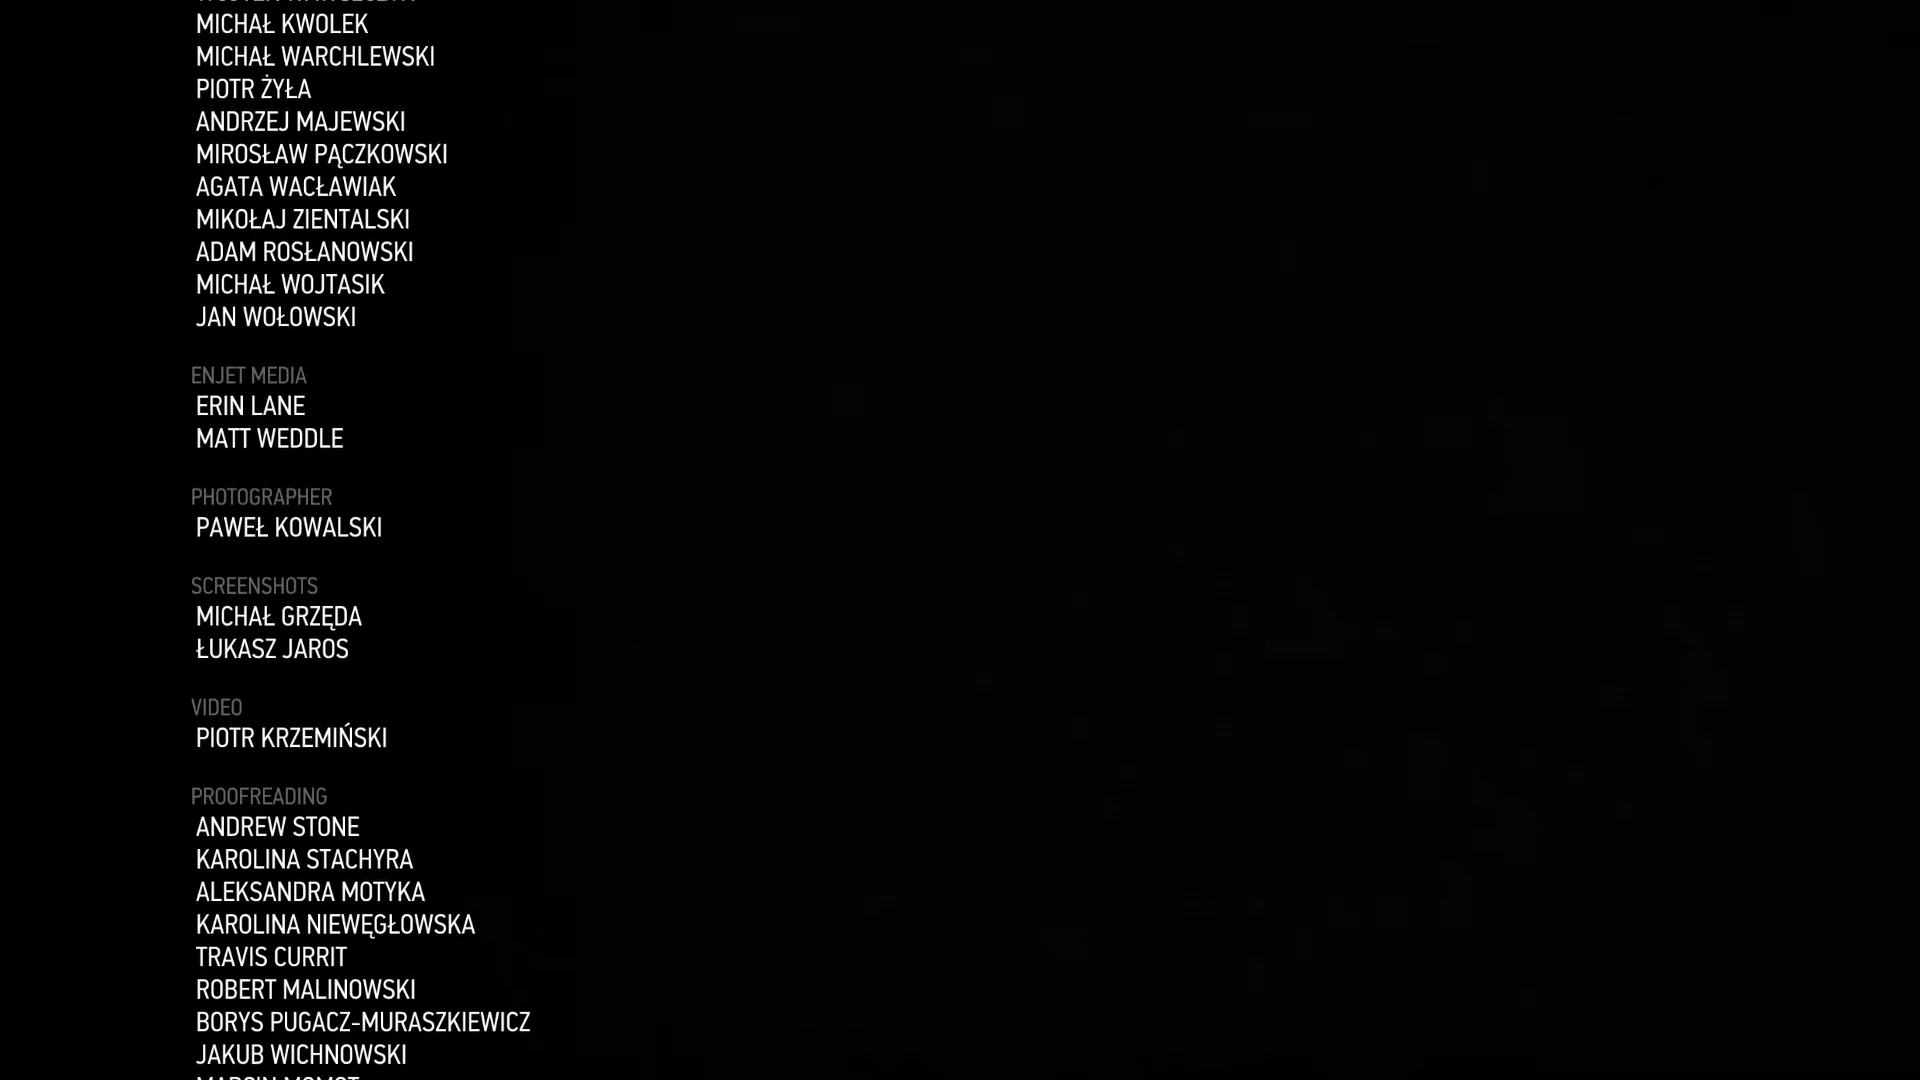 MICHAŁ KWOLEK
MICHAŁ WARCHLEWSKI
PIOTR ŻYŁA
ANDRZEJ MAJEWSKI
MIROSŁAW PĄCZKOWSKI
AGATA WACŁAWIAK
MIKOŁAJ ZIENTALSKI
ADAM ROSŁANOWSKI
MICHAŁ WOJTASIK
JAN WOŁOWSKI
ENJET MEDIA
ERIN LANE
MATT WEDDLE
PHOTOGRAPHER
PAWEŁ KOWALSKI
SCREENSHOTS
MICHAŁ GRZĘDA
ŁUKASZ JAROS
VIDEO
PIOTR KRZEMIŃSKI
PROOFREADING
ANDREW STONE
KAROLINA STACHYRA
ALEKSANDRA MOTYKA
KAROLINA NIEWĘGŁOWSKA
TRAVIS CURRIT
ROBERT MALINOWSKI
BORYS PUGACZ-MURASZKIEWICZ
JAKUB WICHNOWSKI